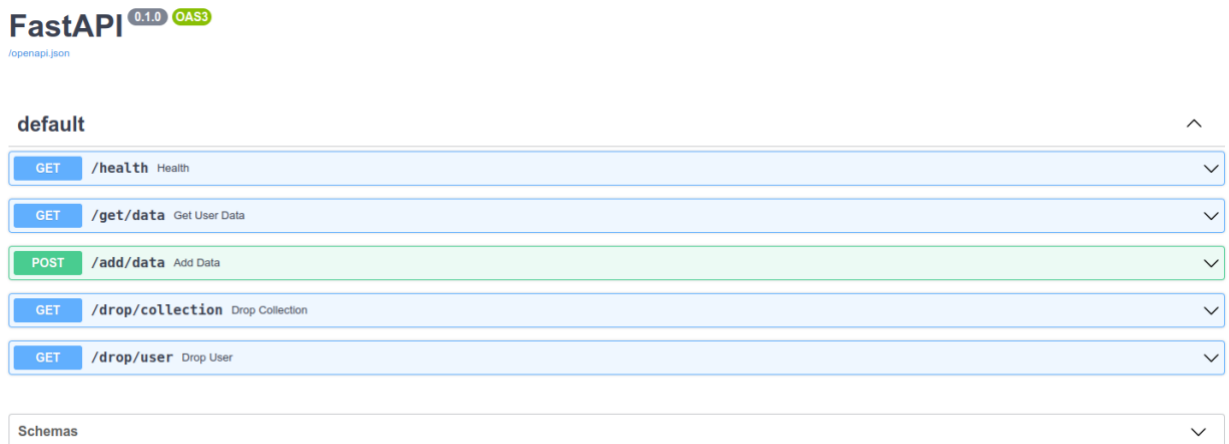 FastAPI 0.1.0 OAS3
/openapi.json
default
GET /health Health
GET /get/data Get User Data
POST /add/data Add Data
GET /drop/collection Drop Collection
GET /drop/user Drop User
Schemas